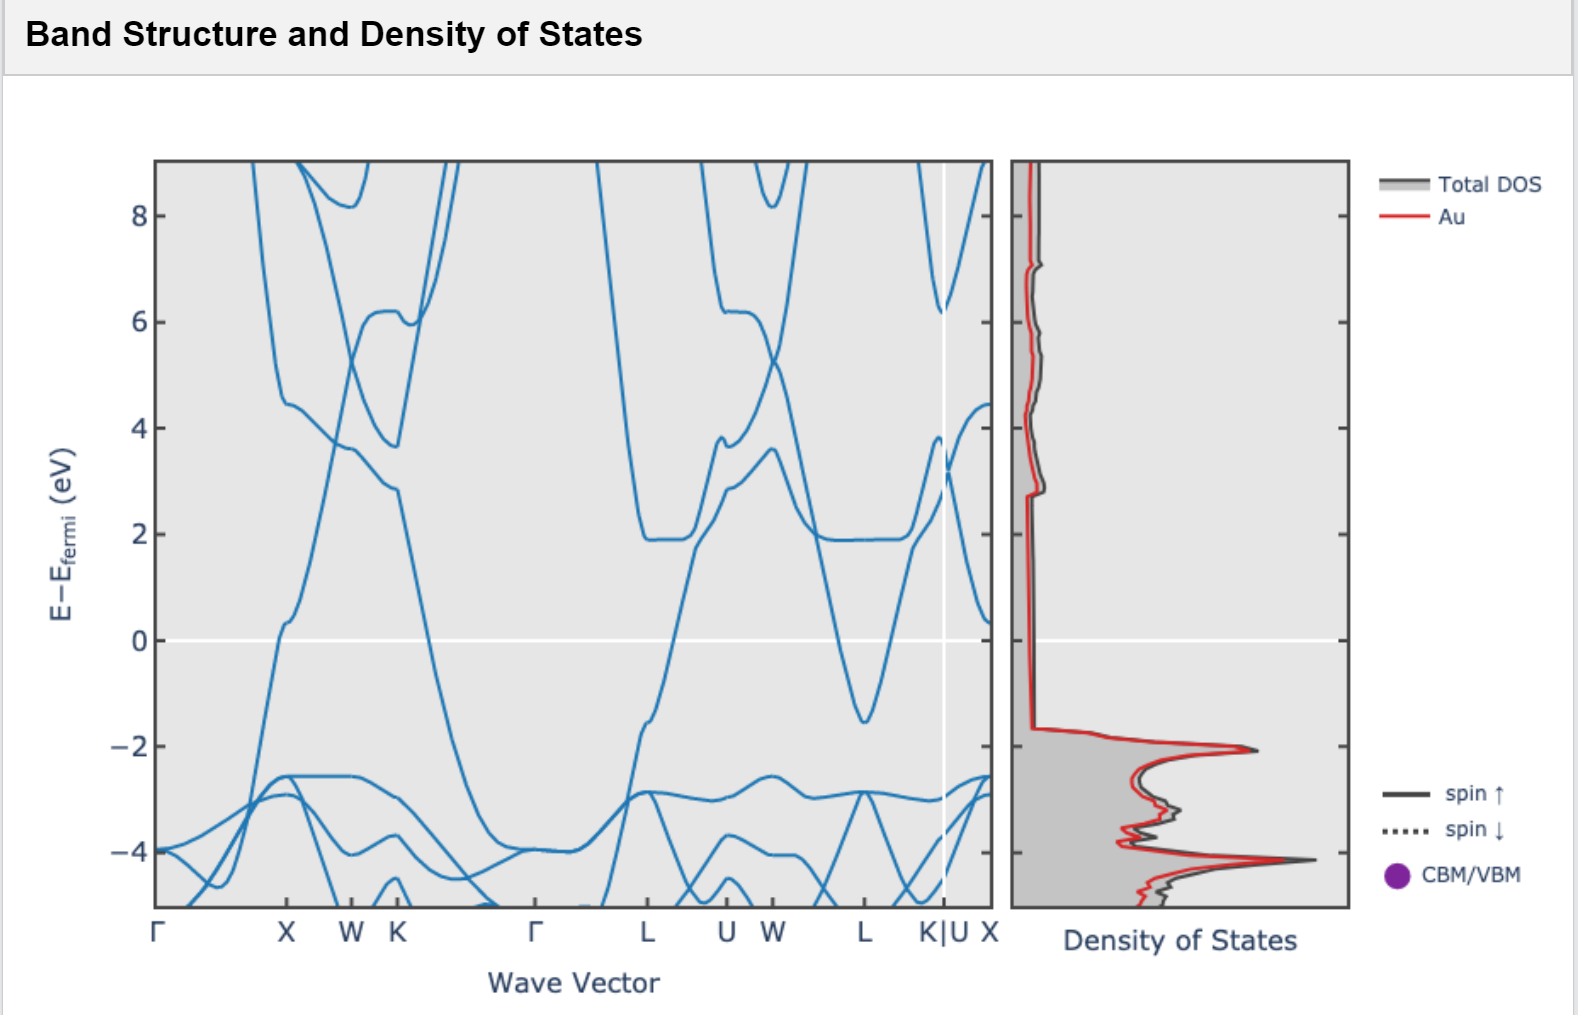 Band Structure and Density of States
E−Efermi (eV)
8
6
4
2
0
−2
−4
Γ X W K Γ L U W L K|U X
Wave Vector
Density of States
Total DOS
Au
spin ↑
spin ↓
CBM/VBM